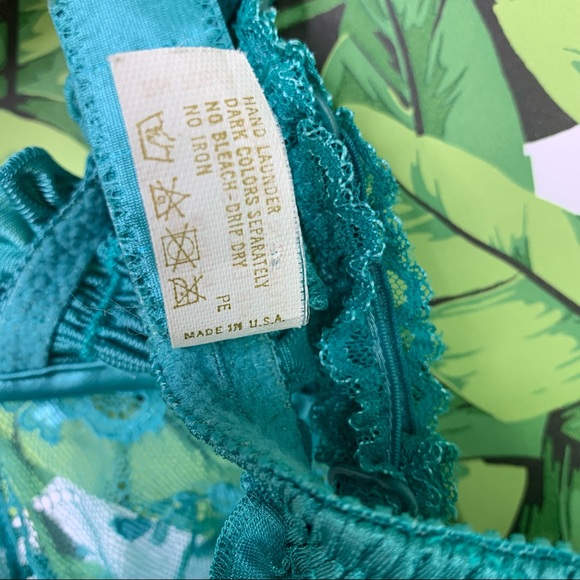 HAND LAUNDER
DARK COLORS SEPARATELY
NO BLEACH-DRIP DRY
NO IRON
PE
MADE IN U.S.A.